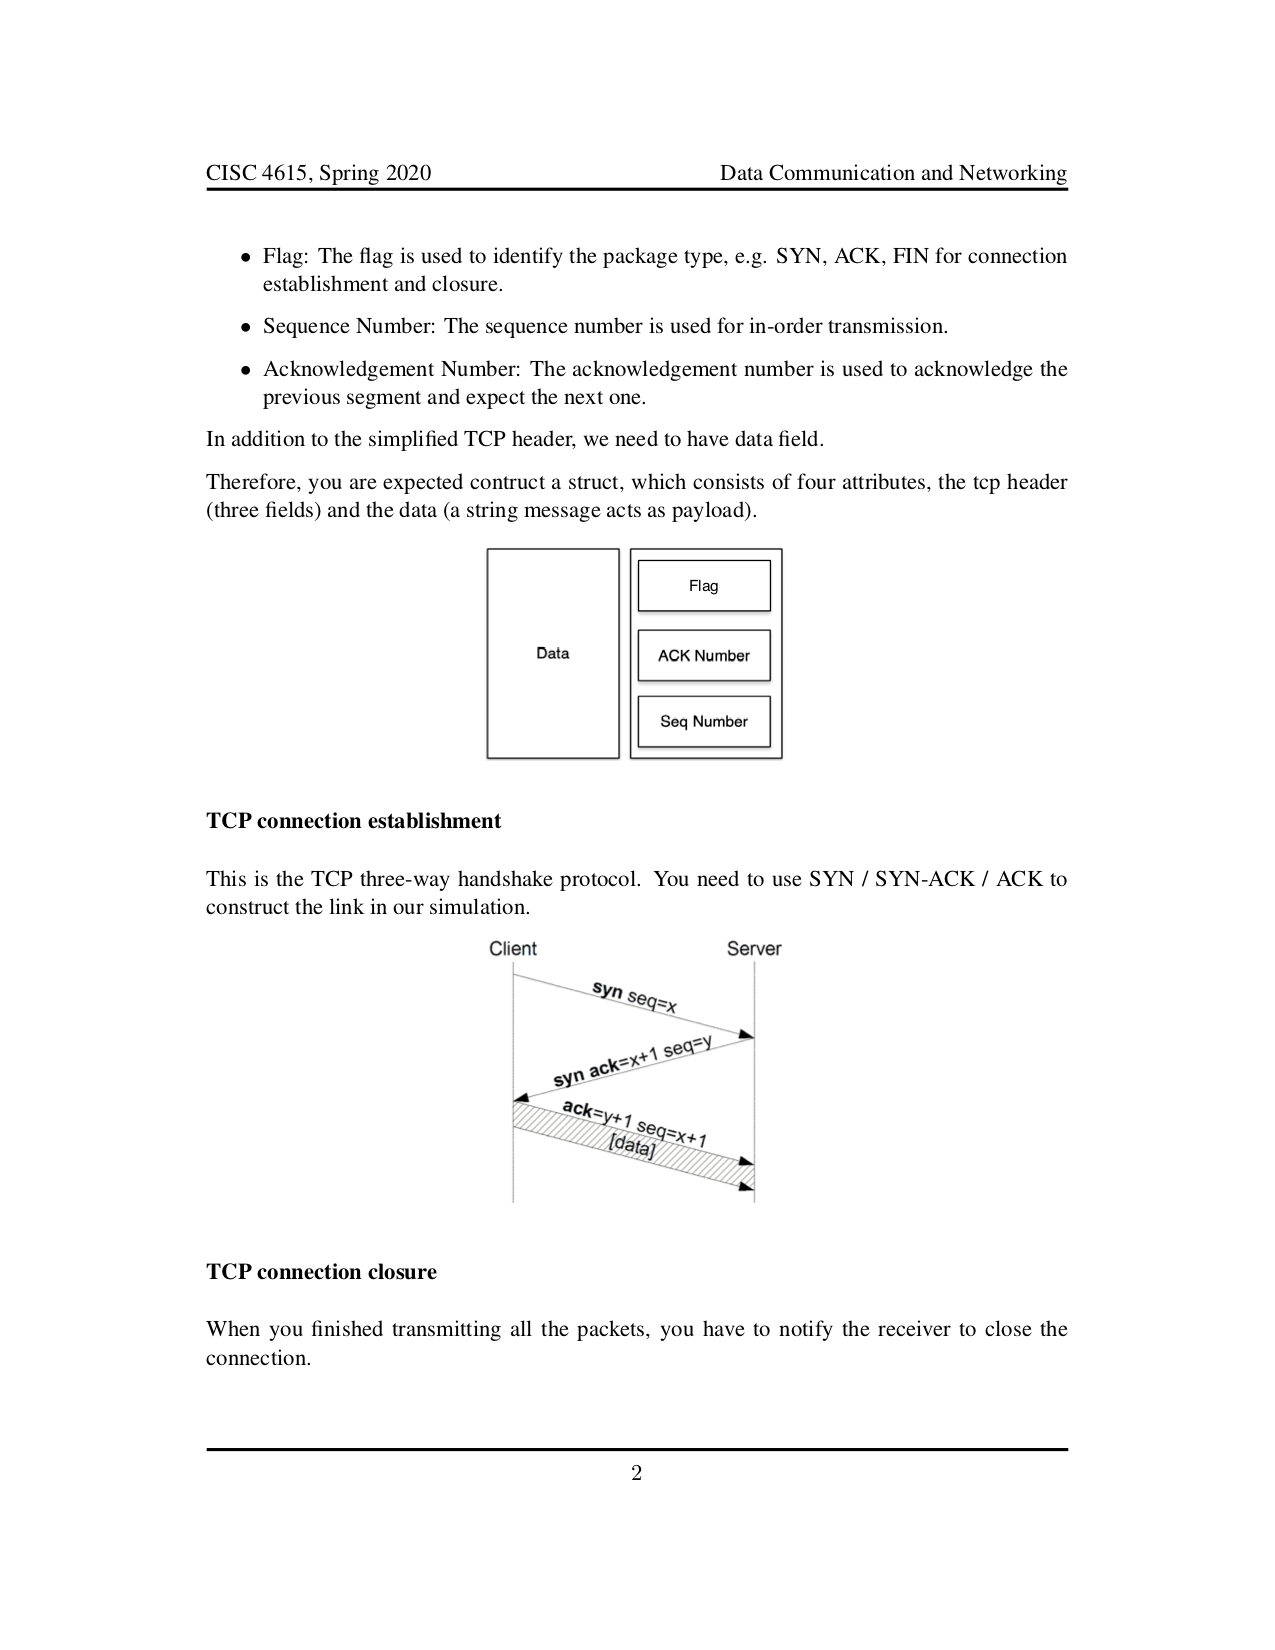 CISC 4615, Spring 2020 Data Communication and Networking
• Flag: The flag is used to identify the package type, e.g. SYN, ACK, FIN for connection
establishment and closure.
• Sequence Number: The sequence number is used for in-order transmission.
• Acknowledgement Number: The acknowledgement number is used to acknowledge the
previous segment and expect the next one.
In addition to the simplified TCP header, we need to have data field.
Therefore, you are expected contruct a struct, which consists of four attributes, the tcp header
(three fields) and the data (a string message acts as payload).
Data
Flag
ACK Number
Seq Number
TCP connection establishment
This is the TCP three-way handshake protocol. You need to use SYN / SYN-ACK / ACK to
construct the link in our simulation.
Client Server
syn seq=x
syn ack=x+1 seq=y
ack=y+1 seq=x+1
[data]
TCP connection closure
When you finished transmitting all the packets, you have to notify the receiver to close the
connection.
2